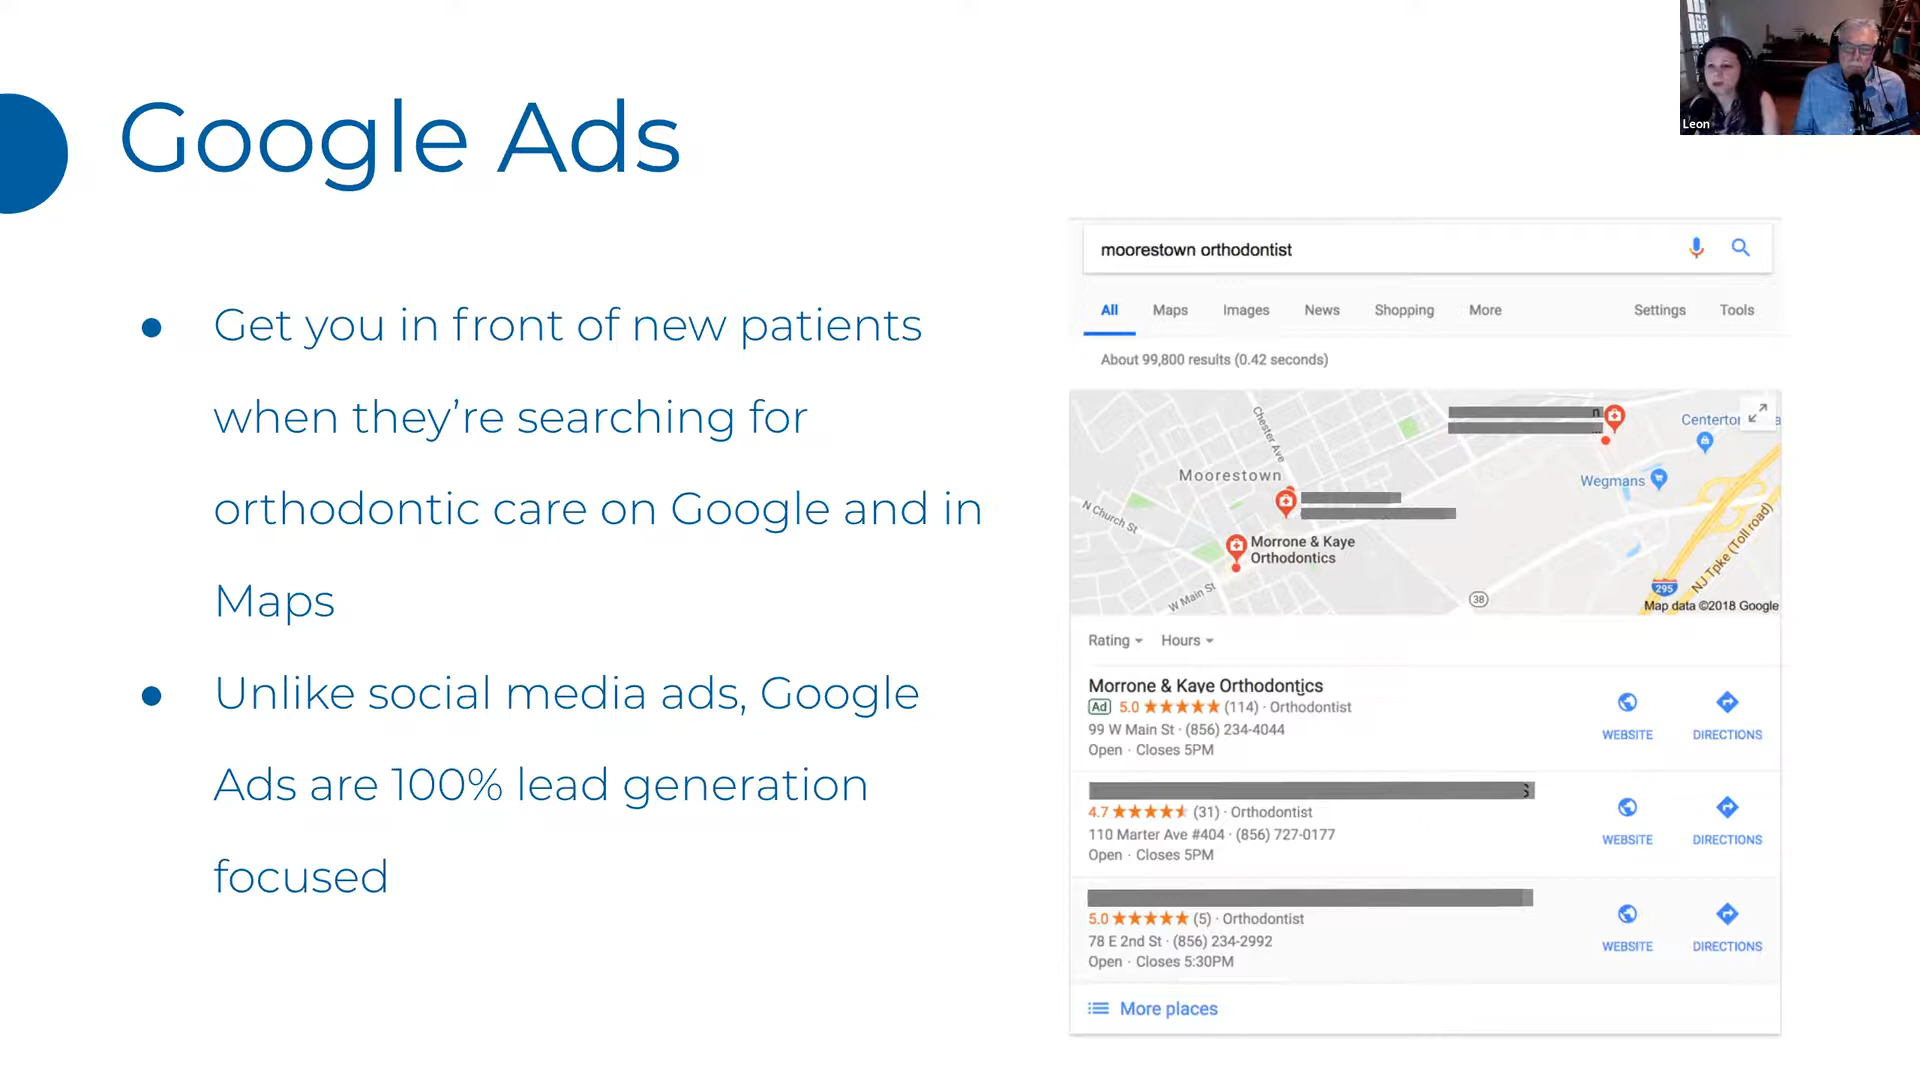 Leon
Google Ads
● Get you in front of new patients
when they’re searching for
orthodontic care on Google and in
Maps
● Unlike social media ads, Google
Ads are 100% lead generation
focused
moorestown orthodontist
All Maps Images News Shopping More Settings Tools
About 99,800 results (0.42 seconds)
Chester Ave
n
Moorestown
Wegmans
N Church St
Morrone & Kaye
Orthodontics
W Main St
38
295
NJ Tpke (Toll road)
Map data ©2018 Google
Rating Hours
Morrone & Kaye Orthodontics
Ad 5.0 ★★★★★ (114) · Orthodontist
99 W Main St · (856) 234-4044
Open · Closes 5PM
WEBSITE DIRECTIONS
4.7 (31) · Orthodontist
110 Marter Ave #404 · (856) 727-0177
Open · Closes 5PM
WEBSITE DIRECTIONS
5.0 ★★★★★ (5) · Orthodontist
78 E 2nd St · (856) 234-2992
Open · Closes 5:30PM
WEBSITE DIRECTIONS
More places